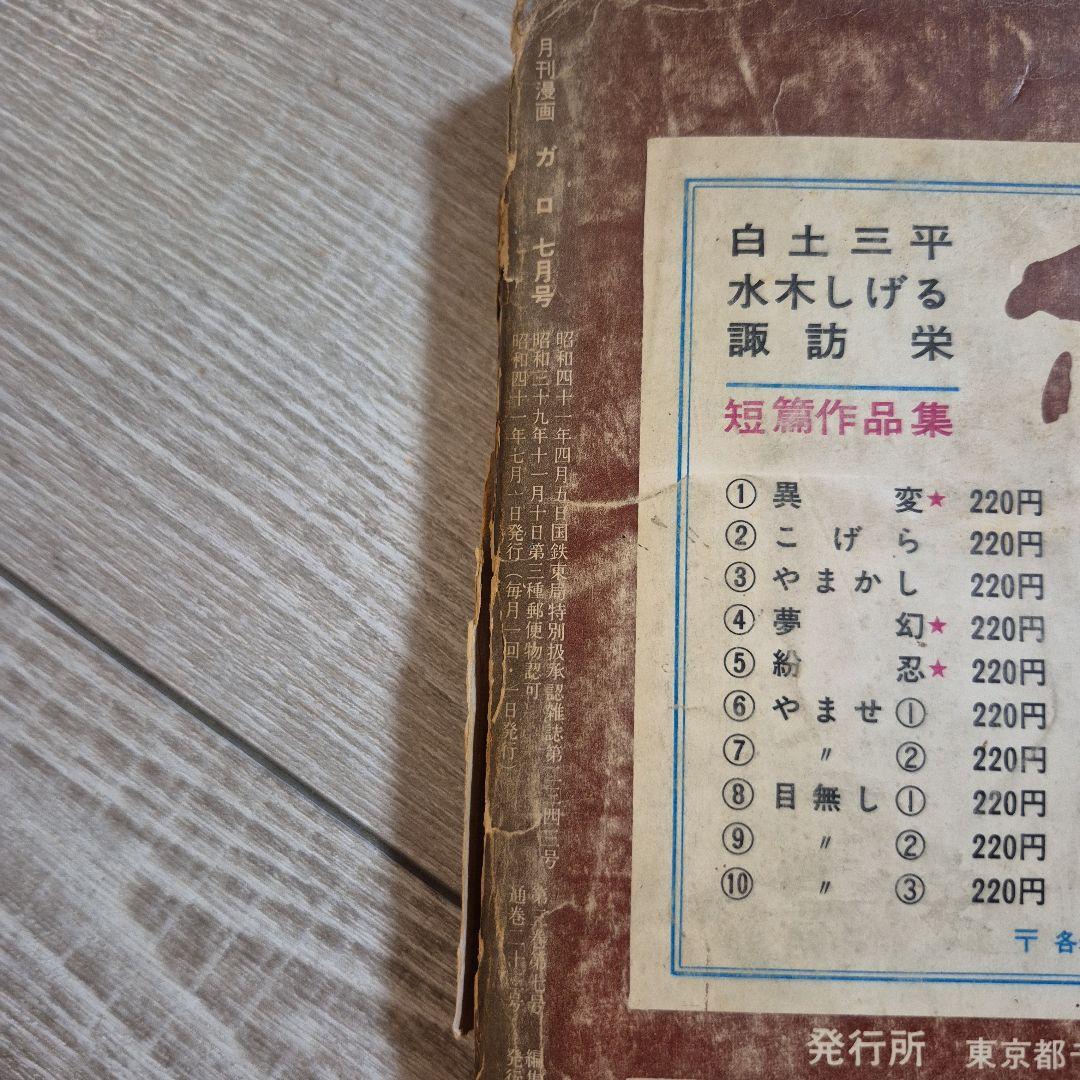 月刊漫画 ガロ 七月号
昭和四十一年四月五日国鉄東局特別扱承認雑誌第一三四三号
昭和三十九年十一月十日第三種郵便物認可
昭和四十一年七月一日発行(毎月一回・一日発行)
白土三平
水木しげる
諏訪栄
短篇作品集
①異変★ 220円
②こげら 220円
③やまかし 220円
④夢幻★ 220円
⑤紛忍★ 220円
⑥やませ① 220円
⑦〃② 220円
⑧目無し① 220円
⑨〃② 220円
⑩〃③ 220円
〒各
発行所 東京都千